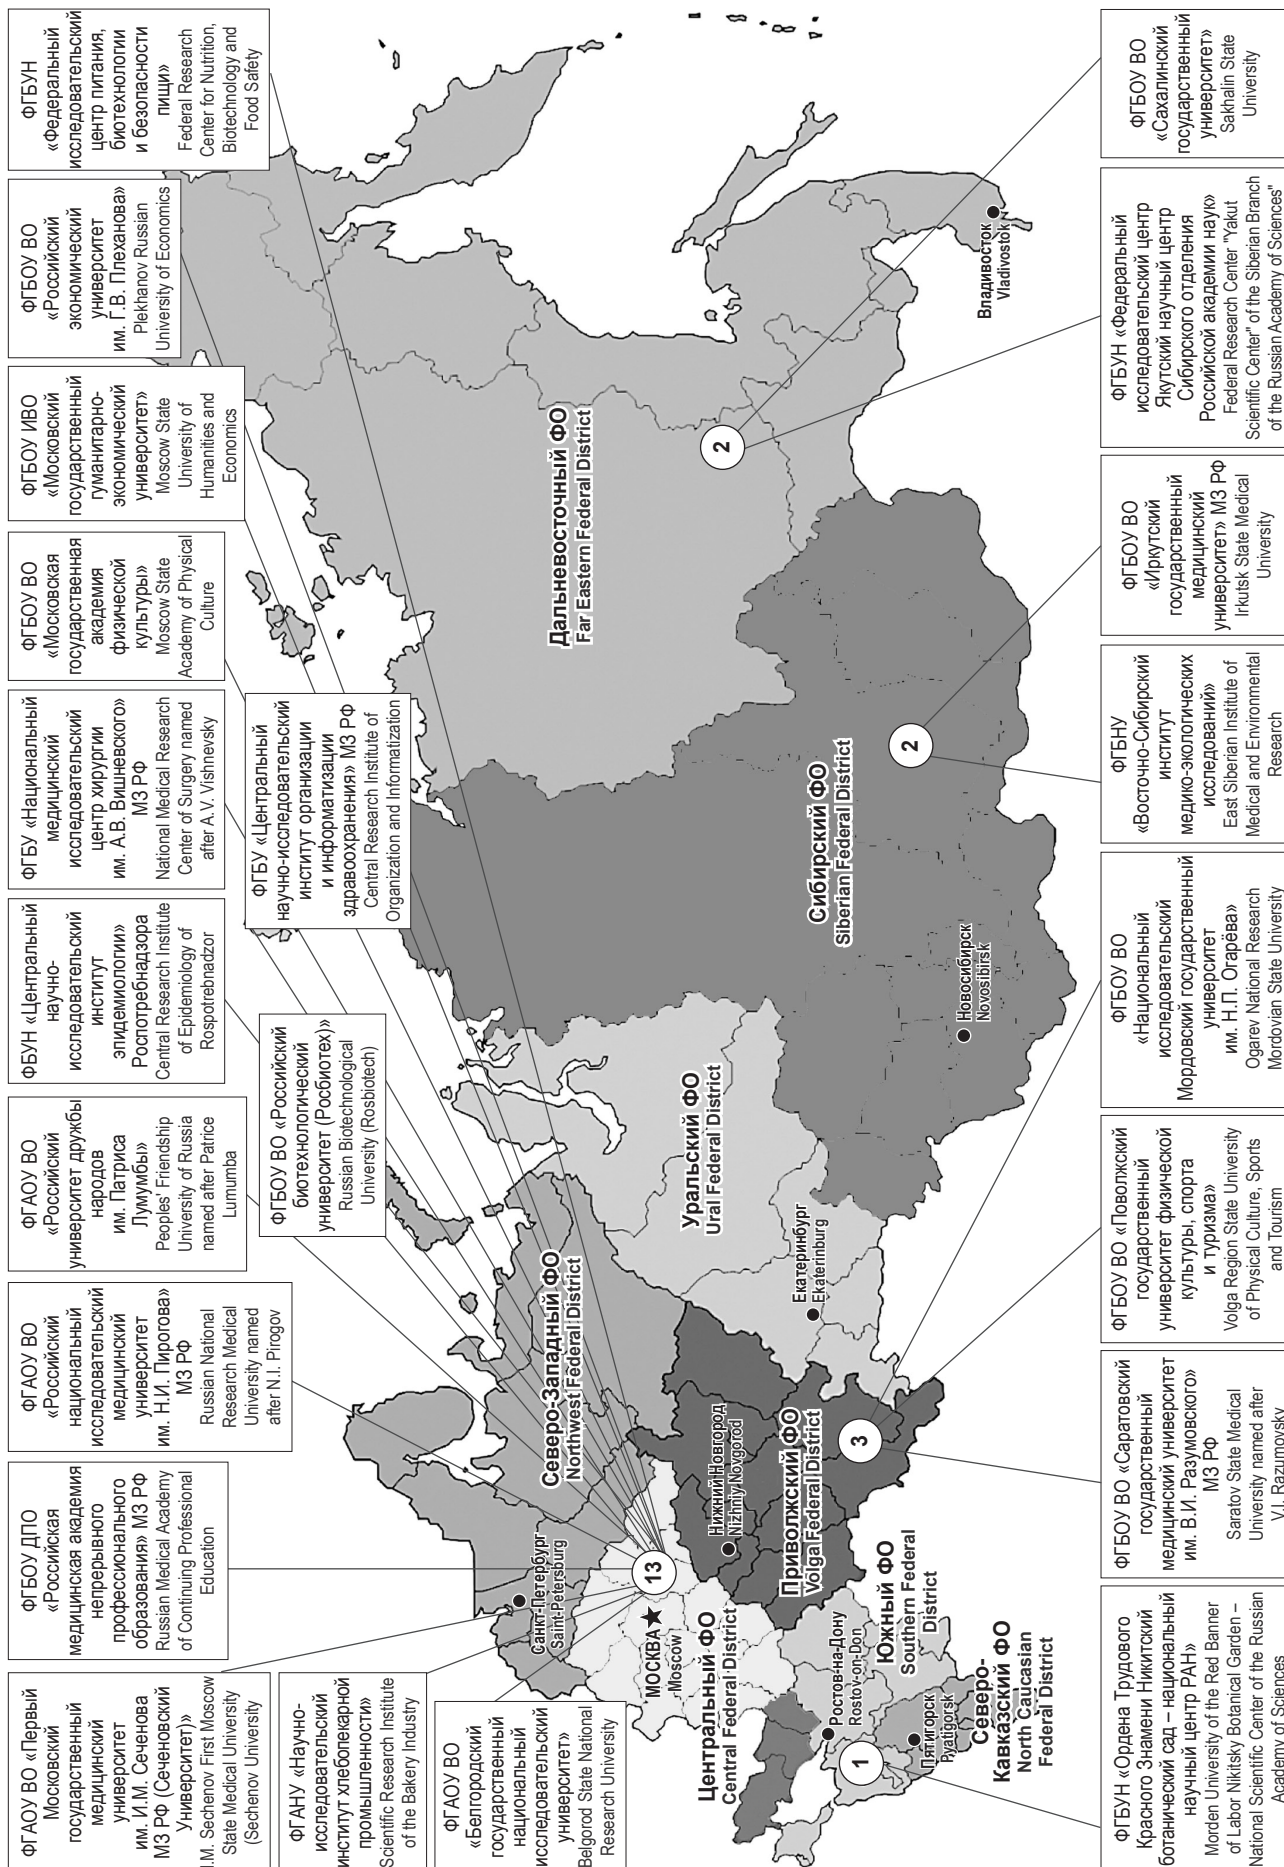 ФГАОУ ВО «Первый
Московский
государственный
медицинский
университет
им. И.М. Сеченова
МЗ РФ (Сеченовский
Университет)»
I.M. Sechenov First Moscow
State Medical University
(Sechenov University)
ФГБОУ ДПО
«Российская
медицинская академия
непрерывного
профессионального
образования» МЗ РФ
Russian Medical Academy
of Continuing Professional
Education
ФГАОУ ВО
«Российский
национальный
исследовательский
медицинский
университет
им. Н.И. Пирогова»
МЗ РФ
Russian National
Research Medical
University named
after N.I. Pirogov
ФГАОУ ВО
«Российский
университет дружбы
народов
им. Патриса
Лумумбы»
Peoples' Friendship
University of Russia
named after Patrice
Lumumba
ФБУН «Центральный
научно-
исследовательский
институт
эпидемиологии»
Роспотребнадзора
Central Research Institute
of Epidemiology of
Rospotrebnadzor
ФГБУ «Национальный
медицинский
исследовательский
центр хирургии
им. А.В. Вишневского»
МЗ РФ
National Medical Research
Center of Surgery named
after A.V. Vishnevsky
ФГБОУ ВО
«Московская
государственная
академия
физической
культуры»
Moscow State
Academy of Physical
Culture
ФГБОУ ИВО
«Московский
государственный
гуманитарно-
экономический
университет»
Moscow State
University of
Humanities and
Economics
ФГБОУ ВО
«Российский
экономический
университет
им. Г.В. Плеханова»
Plekhanov Russian
University of Economics
ФГБУН
«Федеральный
исследовательский
центр питания,
биотехнологии
и безопасности
пищи»
Federal Research
Center for Nutrition,
Biotechnology and
Food Safety
ФГАНУ «Научно-
исследовательский
институт хлебопекарной
промышленности»
Scientific Research Institute
of the Bakery Industry
ФГБОУ ВО «Российский
биотехнологический
университет (Росбиотех)»
Russian Biotechnological
University (Rosbiotech)
ФГБУ «Центральный
научно-исследовательский
институт организации
и информатизации
здравоохранения» МЗ РФ
Central Research Institute of
Organization and Informatization
ФГАОУ ВО
«Белгородский
государственный
национальный
исследовательский
университет»
Belgorod State National
Research University
Санкт-Петербург
Saint-Petersburg
Северо-Западный ФО
Northwest Federal District
МОСКВА
Moscow
13
Центральный ФО
Central Federal District
Нижний Новгород
Nizhniy Novgorod
Приволжский ФО
Volga Federal District
3
Ростов-на-Дону
Rostov-on-Don
Южный ФО
Southern Federal
District
Пятигорск
Pyatigorsk
Северо-
Кавказский ФО
North Caucasian
Federal District
1
Уральский ФО
Ural Federal District
Екатеринбург
Ekaterinburg
Сибирский ФО
Siberian Federal District
Новосибирск
Novosibirsk
2
Дальневосточный ФО
Far Eastern Federal District
2
Владивосток
Vladivostok
ФГБУН «Ордена Трудового
Красного Знамени Никитский
ботанический сад – национальный
научный центр РАН»
Morden University of the Red Banner
of Labor Nikitsky Botanical Garden –
National Scientific Center of the Russian
Academy of Sciences
ФГБОУ ВО «Саратовский
государственный
медицинский университет
им. В.И. Разумовского»
МЗ РФ
Saratov State Medical
University named after
V.I. Razumovsky
ФГБОУ ВО «Поволжский
государственный
университет физической
культуры, спорта
и туризма»
Volga Region State University
of Physical Culture, Sports
and Tourism
ФГБОУ ВО
«Национальный
исследовательский
Мордовский государственный
университет
им. Н.П. Огарёва»
Ogarev National Research
Mordovian State University
ФГБНУ
«Восточно-Сибирский
институт
медико-экологических
исследований»
East Siberian Institute of
Medical and Envirmental
Research
ФГБОУ ВО
«Иркутский
государственный
медицинский
университет» МЗ РФ
Irkutsk State Medical
University
ФГБУН «Федеральный
исследовательский центр
Якутский научный центр
Сибирского отделения
Российской академии наук»
Federal Research Center "Yakut
Scientific Center" of the Siberian Branch
of the Russian Academy of Sciences"
ФГБОУ ВО
«Сахалинский
государственный
университет»
Sakhalin State
University